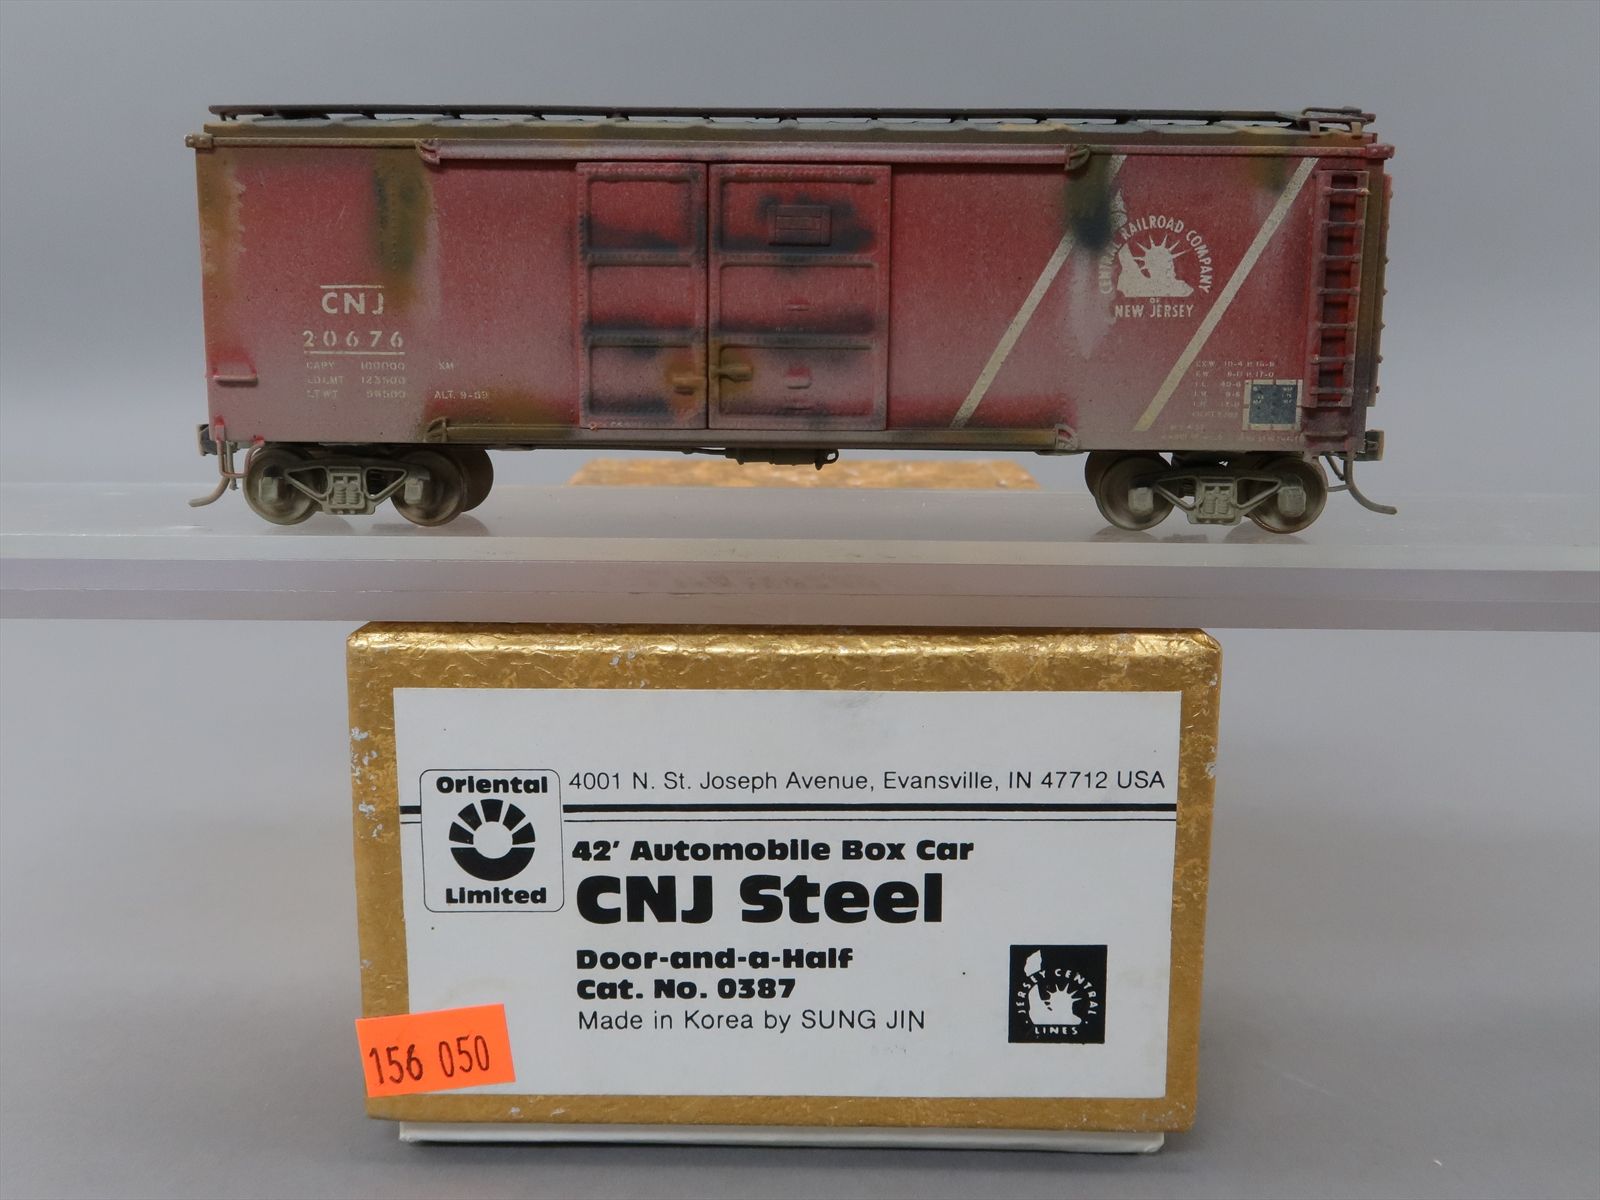 CNJ
20676
CAPY 100000 XM
LD LMT 123500
LT WT ALT. 9-59
CENTRAL RAILROAD COMPANY
OF
NEW JERSEY
Oriental
Limited
4001 N. St. Joseph Avenue, Evansville, IN 47712 USA
42' Automobile Box Car
CNJ Steel
Door-and-a-Half
Cat. No. 0387
Made in Korea by SUNG JIN
JERSEY CENTRAL
LINES
156 050